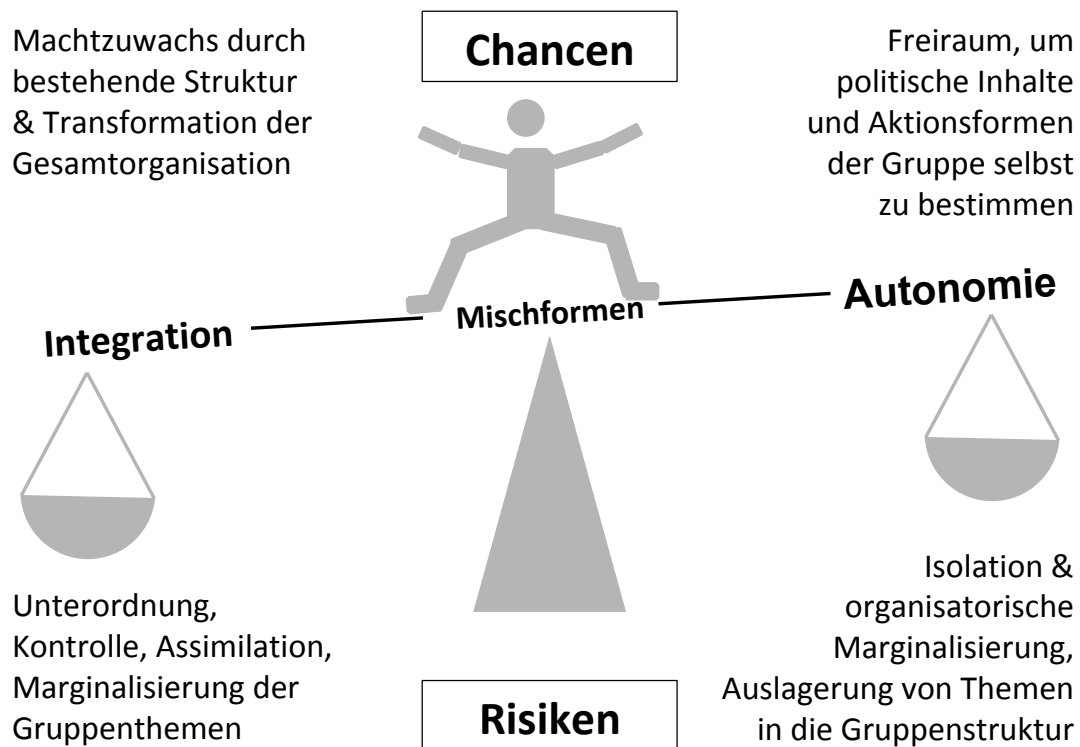 Machtzuwachs durch
bestehende Struktur
& Transformation der
Gesamtorganisation
Chancen
Freiraum, um
politische Inhalte
und Aktionsformen
der Gruppe selbst
zu bestimmen
Integration
Mischformen
Autonomie
Unterordnung,
Kontrolle, Assimilation,
Marginalisierung der
Gruppenthemen
Risiken
Isolation &
organisatorische
Marginalisierung,
Auslagerung von Themen
in die Gruppenstruktur